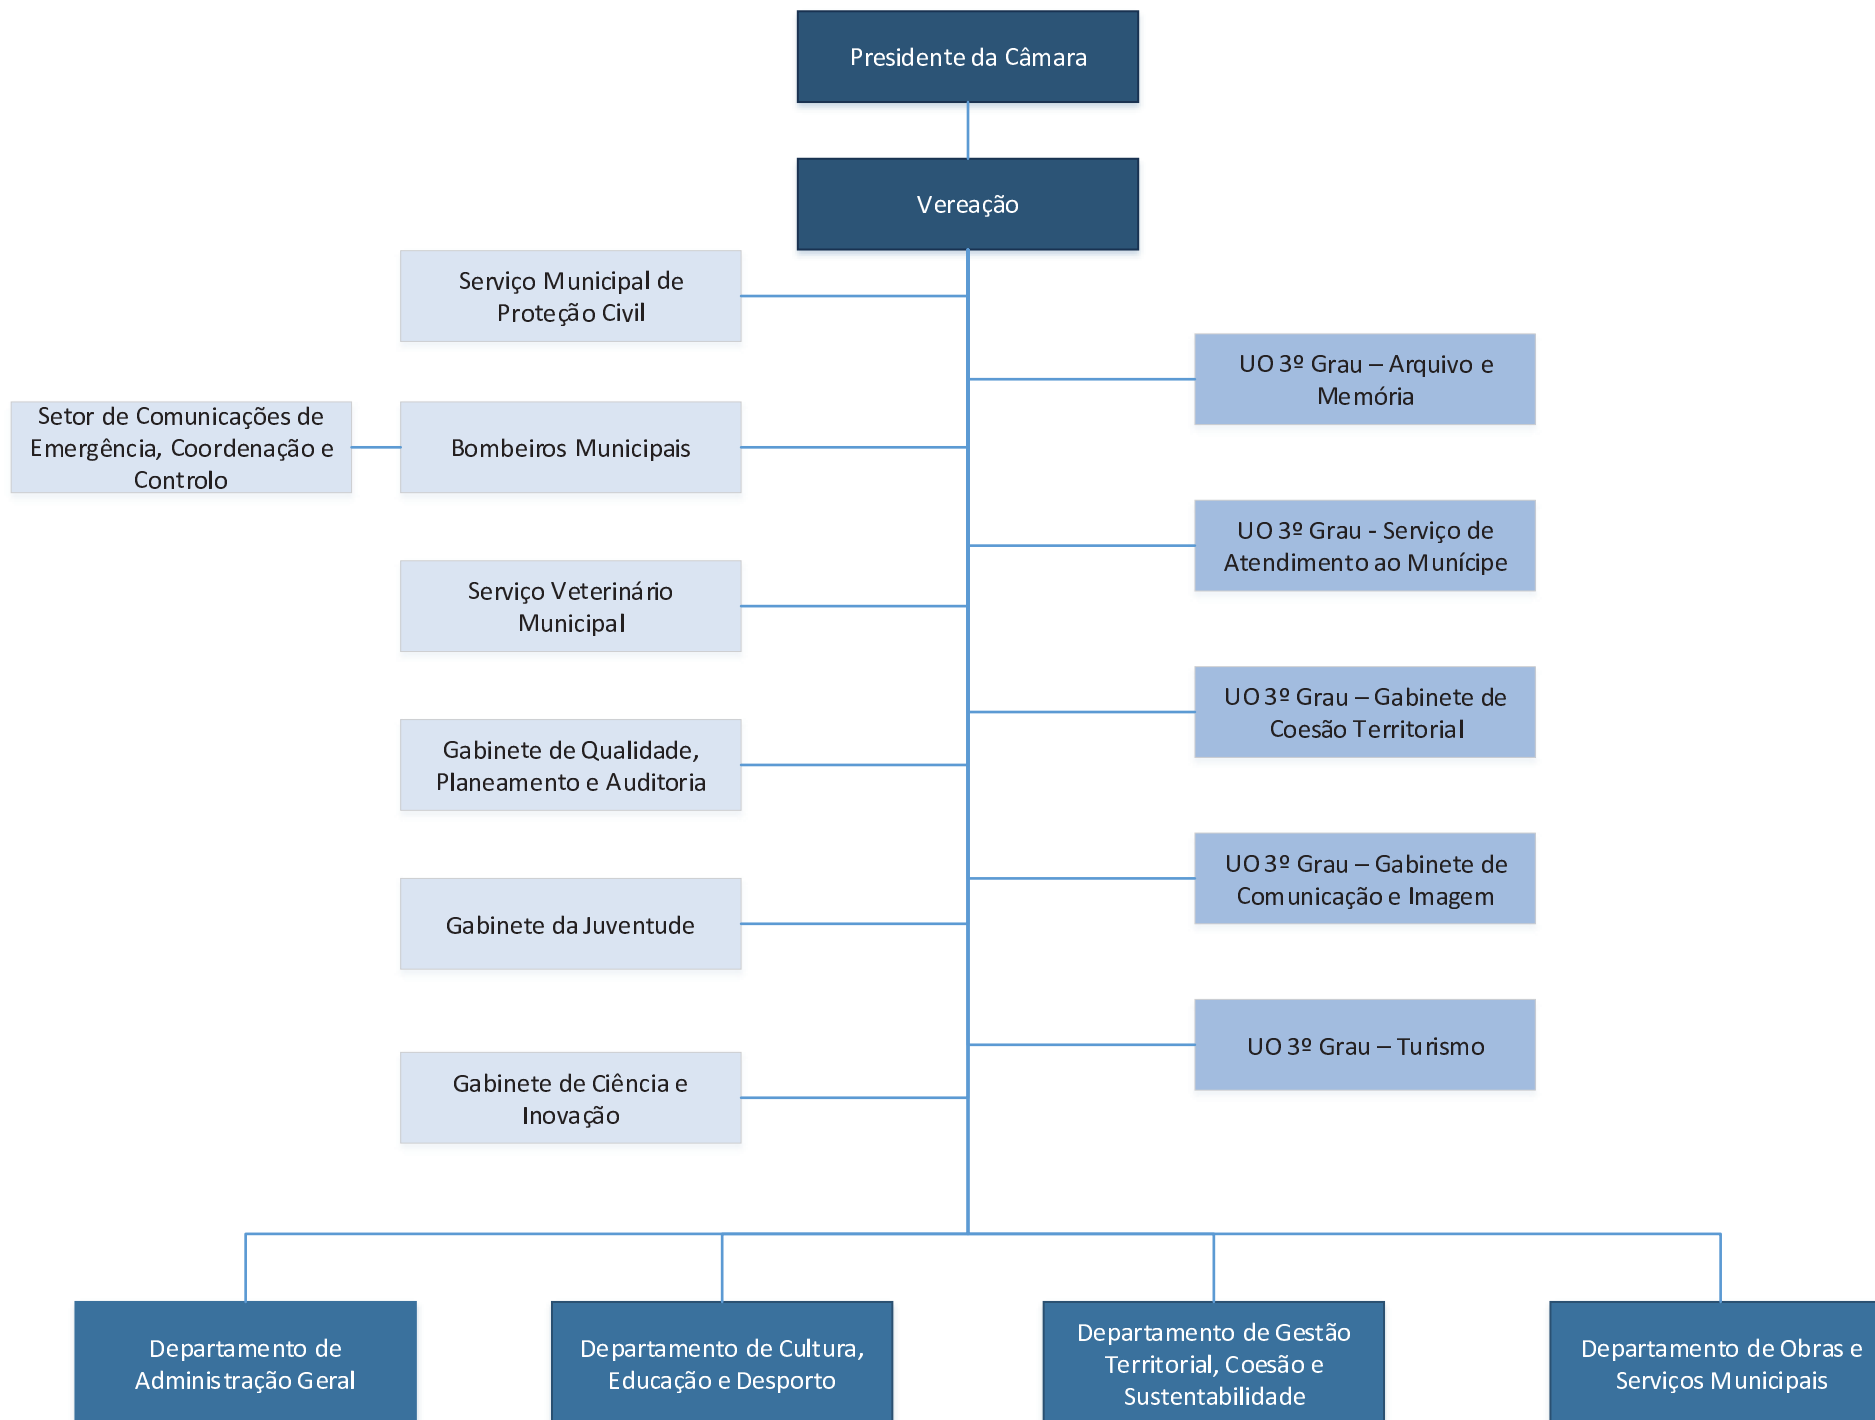 Presidente da Câmara
Vereação
Serviço Municipal de
Proteção Civil
UO 3º Grau – Arquivo e
Memória
Setor de Comunicações de
Emergência, Coordenação e
Controlo
Bombeiros Municipais
UO 3º Grau - Serviço de
Atendimento ao Munícipe
Serviço Veterinário
Municipal
UO 3º Grau – Gabinete de
Coesão Territorial
Gabinete de Qualidade,
Planeamento e Auditoria
UO 3º Grau – Gabinete de
Comunicação e Imagem
Gabinete da Juventude
UO 3º Grau – Turismo
Gabinete de Ciência e
Inovação
Departamento de
Administração Geral
Departamento de Cultura,
Educação e Desporto
Departamento de Gestão
Territorial, Coesão e
Sustentabilidade
Departamento de Obras e
Serviços Municipais